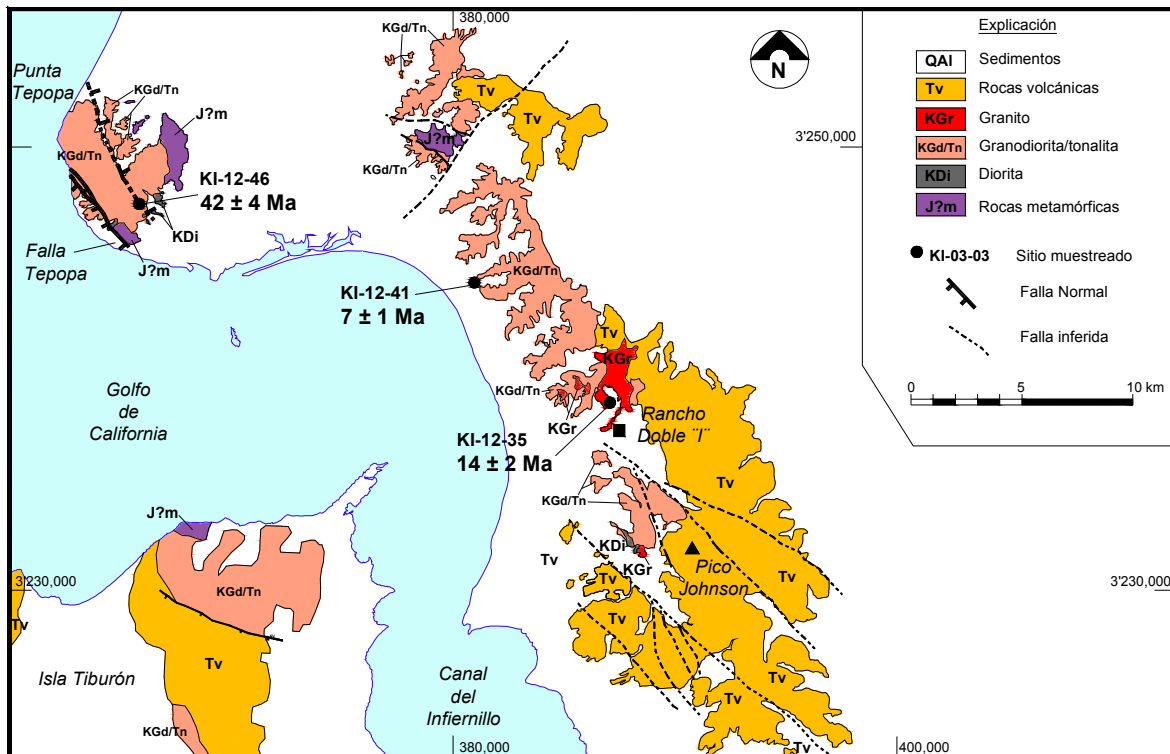 380,000
Explicación
QAl Sedimentos
Tv Rocas volcánicas
KGr Granito
KGd/Tn Granodiorita/tonalita
KDi Diorita
J?m Rocas metamórficas
KI-03-03 Sitio muestreado
Falla Normal
Falla inferida
0 5 10 km
N
3'250,000
Punta
Tepopa
KGd/Tn
J?m
KGd/Tn
KI-12-46
42 ± 4 Ma
KDi
Falla
Tepopa
J?m
KGd/Tn
Tv
Tv
J?m
KGd/Tn
KGd/Tn
KI-12-41
7 ± 1 Ma
Tv
KGr
KGd/Tn
KGr
Rancho
Doble ¨I¨
KI-12-35
14 ± 2 Ma
Golfo
de
California
Tv
KGd/Tn
J?m
KDi
Tv
KGr
Pico
Johnson
Tv
Tv
Tv
3'230,000
3'230,000
KGd/Tn
Tv
Tv
Isla Tiburón
Canal
del
Infiernillo
Tv
Tv
KGd/Tn
Tv
380,000
400,000